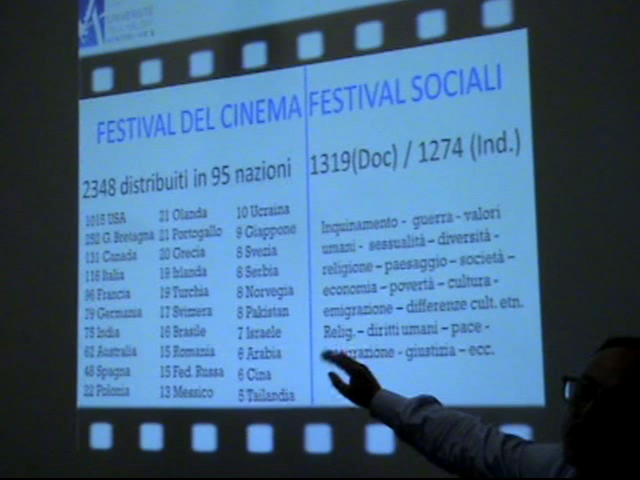 UNIVERSITÉ
FESTIVAL DEL CINEMA
2348 distribuiti in 95 nazioni
1015 USA
252 G. Bretagna
131 Canada
116 Italia
96 Francia
79 Germania
75 India
62 Australia
48 Spagna
22 Polonia
21 Olanda
21 Portogallo
20 Grecia
19 Irlanda
19 Turchia
17 Svizzera
16 Brasile
15 Romania
15 Fed. Russa
13 Messico
10 Ucraina
9 Giappone
8 Svezia
8 Serbia
8 Norvegia
8 Pakistan
7 Israele
6 Arabia
6 Cina
5 Tailandia
FESTIVAL SOCIALI
1319(Doc) / 1274 (Ind.)
Inquinamento - guerra - valori
umani - sessualità – diversità -
religione – paesaggio – società –
economia – povertà – cultura -
emigrazione – differenze cult. etn.
Relig. – diritti umani – pace -
- giustizia – ecc.